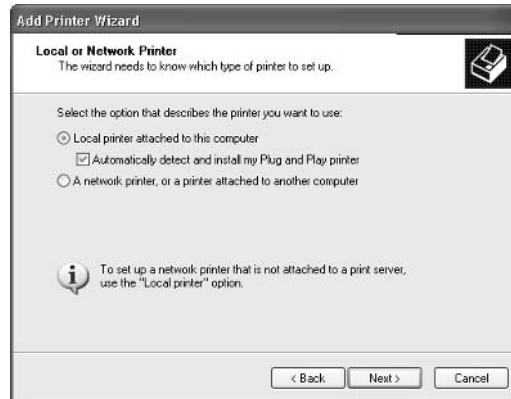 Add Printer Wizard
Local or Network Printer
The wizard needs to know which type of printer to set up.
Select the option that describes the printer you want to use:
Local printer attached to this computer
Automatically detect and install my Plug and Play printer
A network printer, or a printer attached to another computer
To set up a network printer that is not attached to a print server,
use the "Local printer" option.
< Back Next > Cancel